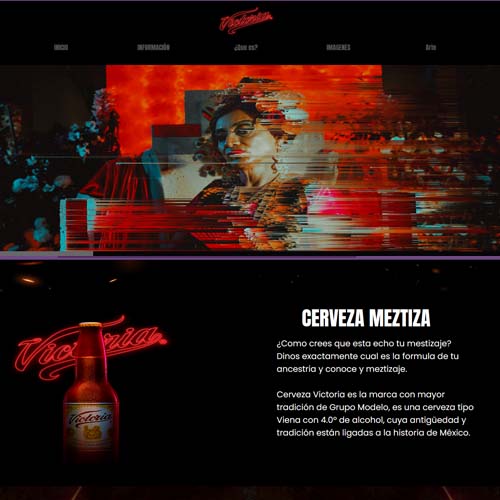 Victoria
INICIO INFORMACIÓN ¿Que es? IMAGENES Arte
Victoria.
CERVEZA MEZTIZA
¿Como crees que esta echo tu mestizaje?
Dinos exactamente cual es la formula de tu
ancestria y conoce y meztizaje.
Cerveza Victoria es la marca con mayor
tradición de Grupo Modelo, es una cerveza tipo
Viena con 4.0° de alcohol, cuya antigüedad y
tradición están ligadas a la historia de México.
Victoria